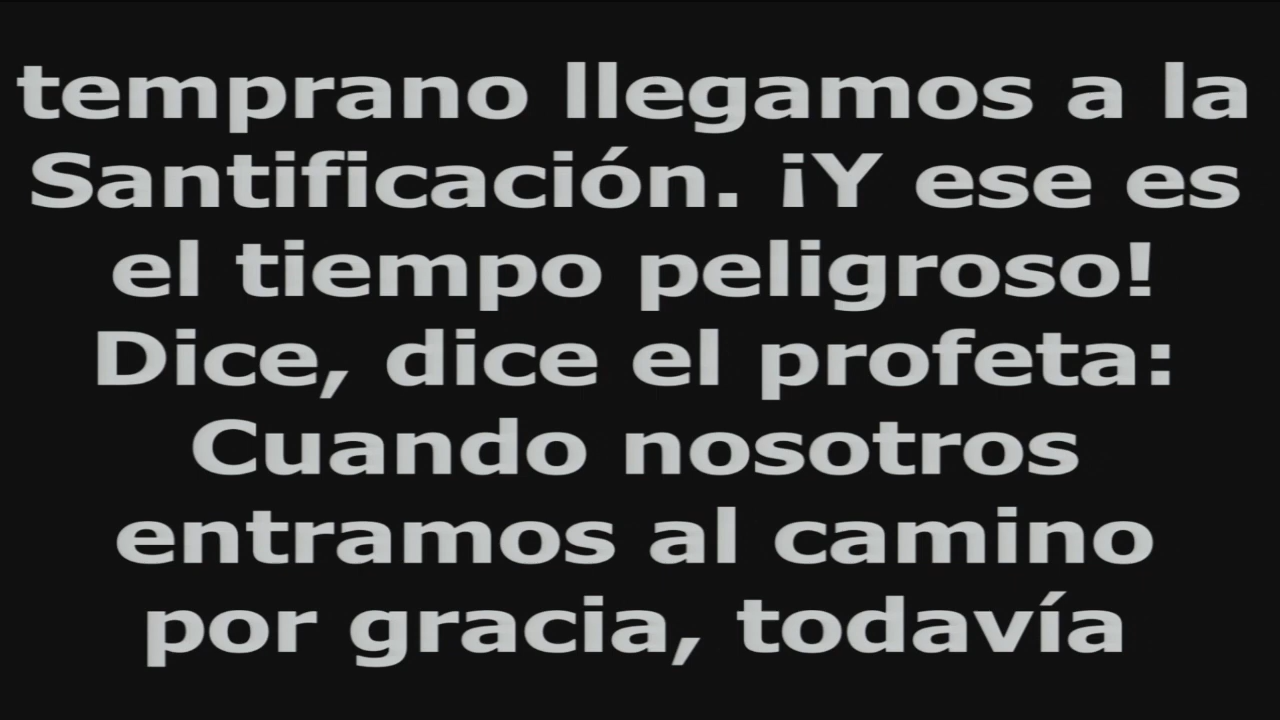 temprano llegamos a la
Santificación. ¡Y ese es
el tiempo peligroso!
Dice, dice el profeta:
Cuando nosotros
entramos al camino
por gracia, todavía